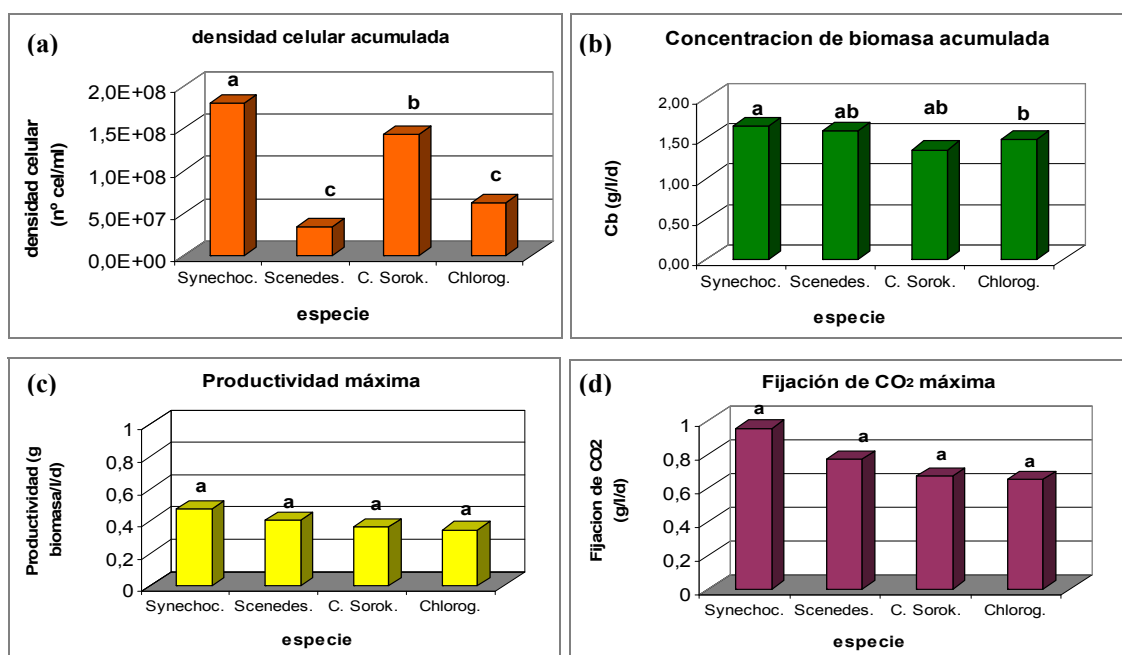 (a)
densidad celular acumulada
densidad celular
(nº cel/ml)
2,0E+08
1,5E+08
1,0E+08
5,0E+07
0,0E+00
a
c
b
c
Synechoc. Scenedes. C. Sorok. Chlorog.
especie
(b)
Concentracion de biomasa acumulada
Cb (g/l/d)
2,00
1,50
1,00
0,50
0,00
a
ab
ab
b
Synechoc. Scenedes. C. Sorok. Chlorog.
especie
(c)
Productividad máxima
Productividad (g
biomasa/l/d)
1
0,8
0,6
0,4
0,2
0
a
a
a
a
Synechoc. Scenedes. C. Sorok. Chlorog.
especie
(d)
Fijación de CO₂ máxima
Fijacion de CO2
(g/l/d)
1
0,8
0,6
0,4
0,2
0
a
a
a
a
Synechoc. Scenedes. C. Sorok. Chlorog.
especie